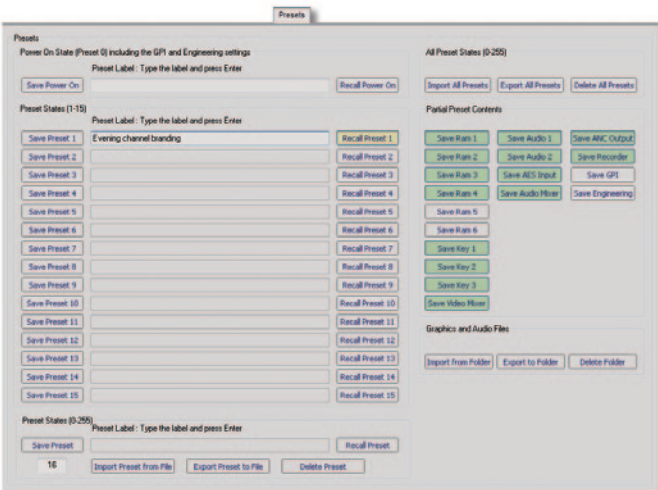 Presets
Presets
Power On State (Preset 0) including the GPI and Engineering settings
Preset Label : Type the label and press Enter
Save Power On
Recall Power On
Preset States (1-15)
Preset Label : Type the label and press Enter
Save Preset 1
Evening channel branding
Recall Preset 1
Save Preset 2
Recall Preset 2
Save Preset 3
Recall Preset 3
Save Preset 4
Recall Preset 4
Save Preset 5
Recall Preset 5
Save Preset 6
Recall Preset 6
Save Preset 7
Recall Preset 7
Save Preset 8
Recall Preset 8
Save Preset 9
Recall Preset 9
Save Preset 10
Recall Preset 10
Save Preset 11
Recall Preset 11
Save Preset 12
Recall Preset 12
Save Preset 13
Recall Preset 13
Save Preset 14
Recall Preset 14
Save Preset 15
Recall Preset 15
Preset States (0-255)
Preset Label : Type the label and press Enter
Save Preset
Recall Preset
16
Import Preset from File
Export Preset to File
Delete Preset
All Preset States (0-255)
Import All Presets
Export All Presets
Delete All Presets
Partial Preset Contents
Save Ram 1
Save Audio 1
Save ANC Output
Save Ram 2
Save Audio 2
Save Recorder
Save Ram 3
Save AES Input
Save GPI
Save Ram 4
Save Audio Mixer
Save Engineering
Save Ram 5
Save Ram 6
Save Key 1
Save Key 2
Save Key 3
Save Video Mixer
Graphics and Audio Files
Import from Folder
Export to Folder
Delete Folder